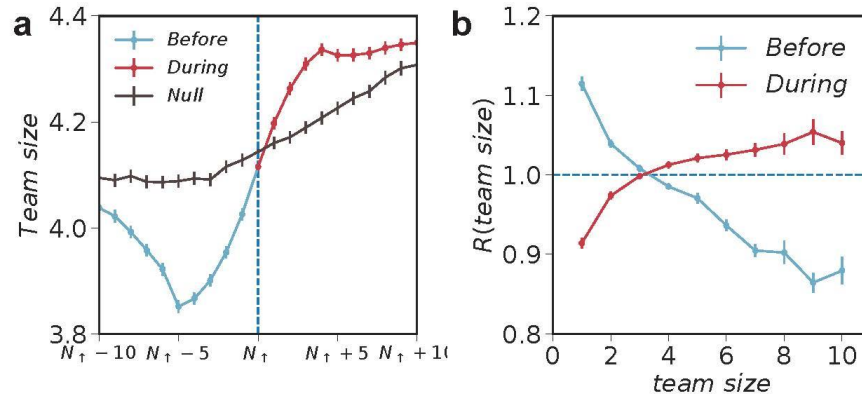 a
Team size
4.4
4.2
4.0
3.8
Before
During
Null
N↑ − 10
N↑ − 5
N↑
N↑ + 5
N↑ + 10
b
R(team size)
1.2
1.1
1.0
0.9
0.8
Before
During
0
2
4
6
8
10
team size